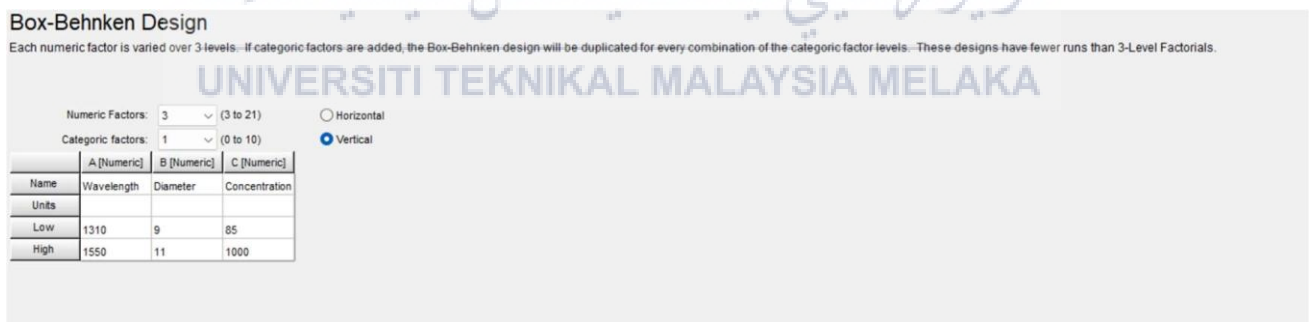 Box-Behnken Design
Each numeric factor is varied over 3 levels. If categoric factors are added, the Box-Behnken design will be duplicated for every combination of the categoric factor levels. These designs have fewer runs than 3-Level Factorials.
UNIVERSITI TEKNIKAL MALAYSIA MELAKA
Numeric Factors: 3 (3 to 21) Horizontal
Categoric factors: 1 (0 to 10) Vertical
A [Numeric] B [Numeric] C [Numeric]
Name Wavelength Diameter Concentration
Units
Low 1310 9 85
High 1550 11 1000